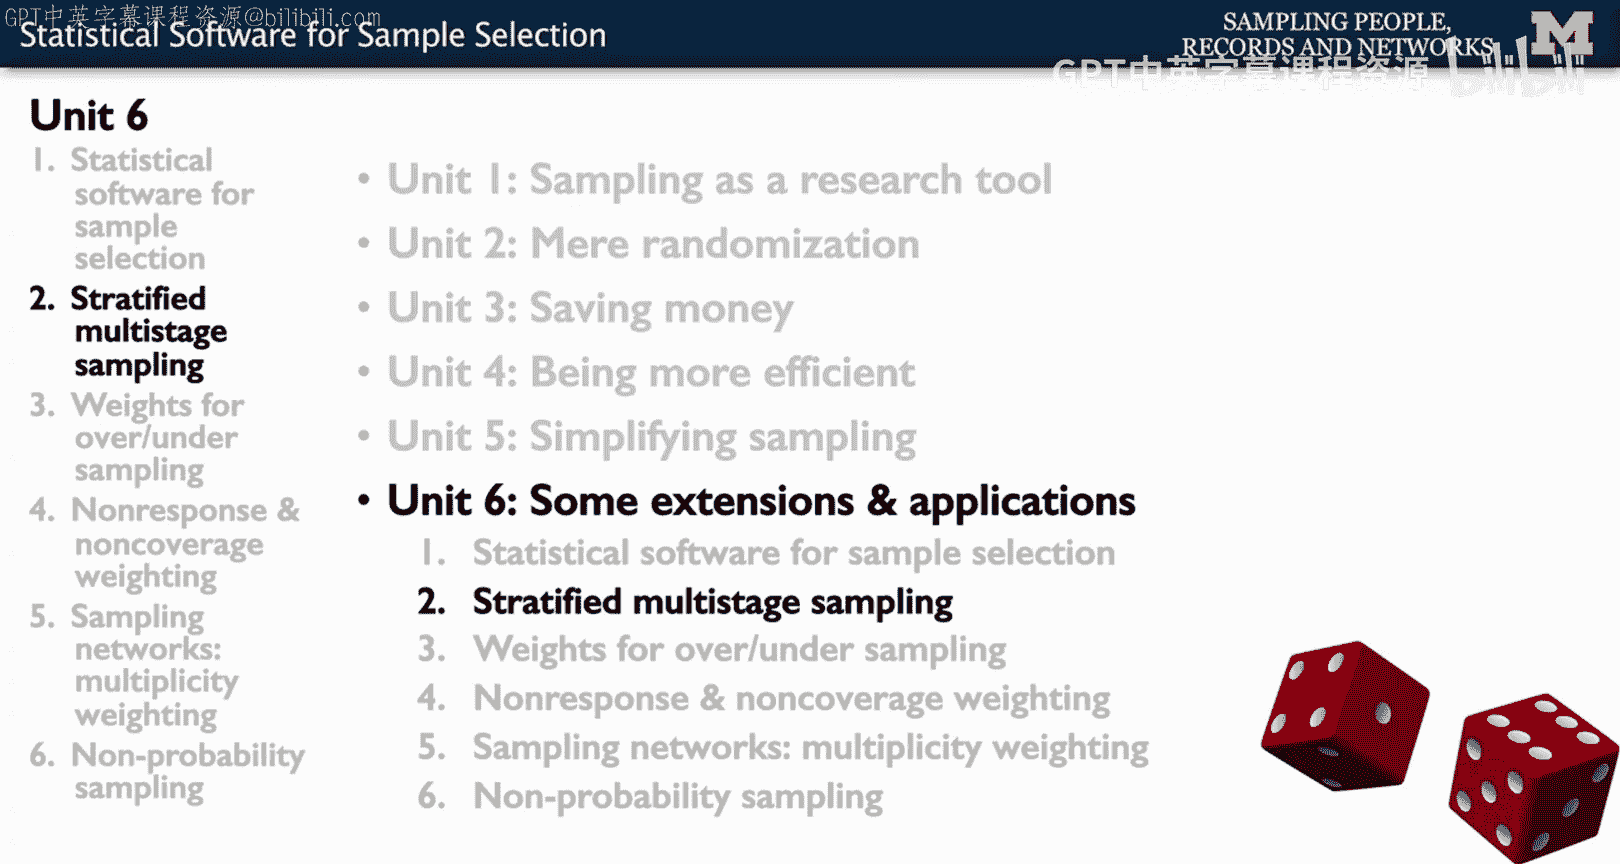 GPT中英字幕课程资源@bilibili.com
Statistical Software for Sample Selection
SAMPLING PEOPLE,
RECORDS AND NETWORKS
M
GPT中英字幕课程资源
bilibili
Unit 6
1. Statistical
software for
sample
selection
2. Stratified
multistage
sampling
3. Weights for
over/under
sampling
4. Nonresponse &
noncoverage
weighting
5. Sampling
networks:
multiplicity
weighting
6. Non-probability
sampling
• Unit 1: Sampling as a research tool
• Unit 2: Mere randomization
• Unit 3: Saving money
• Unit 4: Being more efficient
• Unit 5: Simplifying sampling
• Unit 6: Some extensions & applications
1. Statistical software for sample selection
2. Stratified multistage sampling
3. Weights for over/under sampling
4. Nonresponse & noncoverage weighting
5. Sampling networks: multiplicity weighting
6. Non-probability sampling